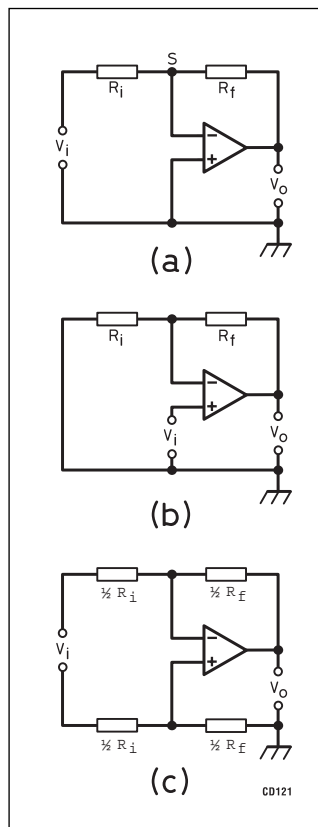 S
Ri Rf
− +
Vi
Vo
(a)
Ri Rf
− +
Vi
Vo
(b)
½ Ri ½ Rf
Vi
− +
Vo
½ Ri ½ Rf
(c)
CD121